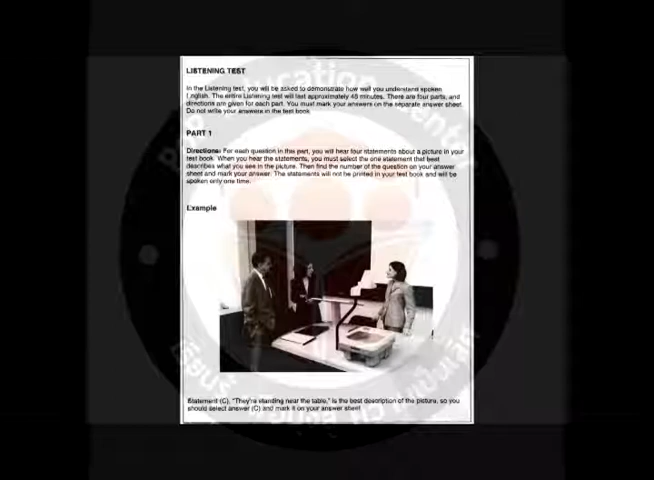 LISTENING TEST
In the Listening test, you will be asked to demonstrate how well you understand spoken
English. The entire Listening test will last approximately 45 minutes. There are four parts, and
directions are given for each part. You must mark your answers on the separate answer sheet.
Do not write your answers in the test book.
PART 1
Directions: For each question in this part, you will hear four statements about a picture in your
test book. When you hear the statements, you must select the one statement that best
describes what you see in the picture. Then find the number of the question on your answer
sheet and mark your answer. The statements will not be printed in your test book and will be
spoken only one time.
Example
Statement (C), "They're standing near the table," is the best description of the picture, so you
should select answer (C) and mark it on your answer sheet.